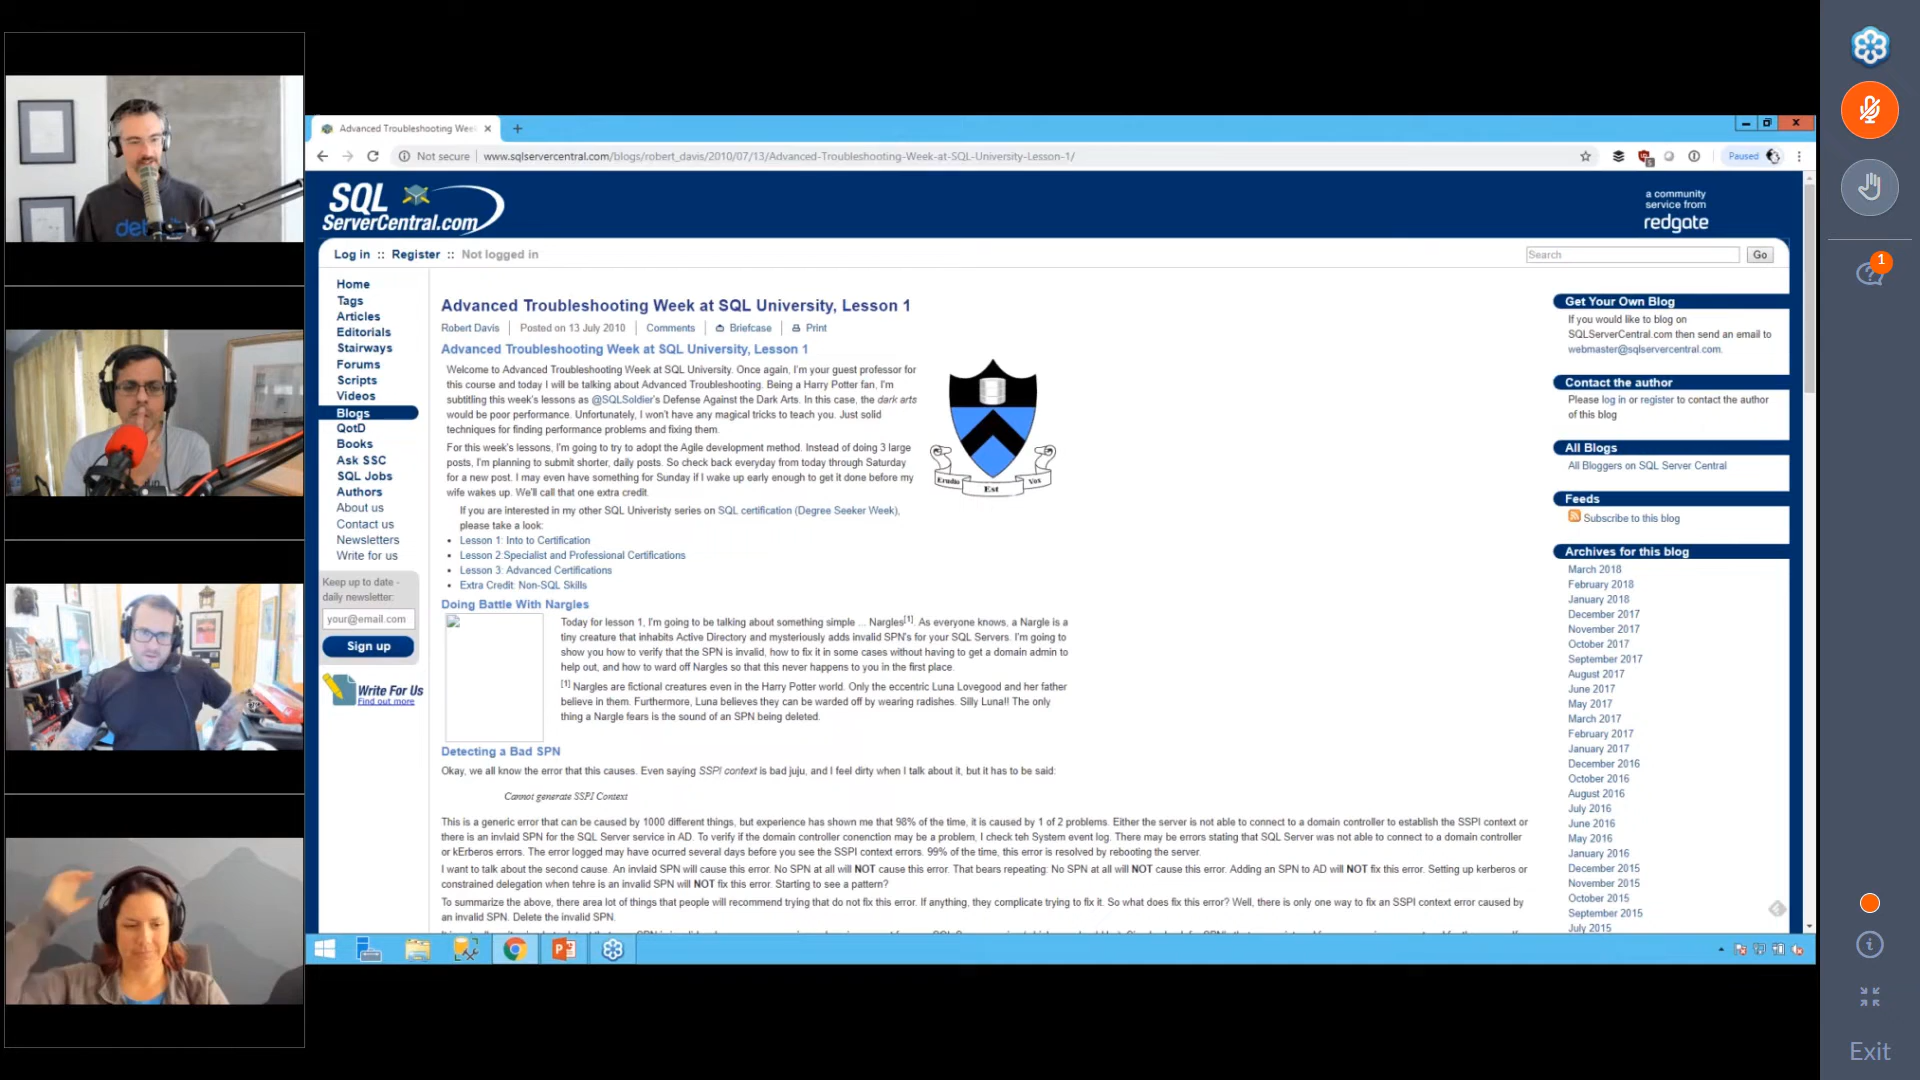 Advanced Troubleshooting Wee
Not secure
www.sqlservercentral.com/blogs/robert_davis/2010/07/13/Advanced-Troubleshooting-Week-at-SQL-University-Lesson-1/
Paused
SQL
ServerCentral.com
a community
service from
redgate
Log in :: Register :: Not logged in
Search
Go
Home
Tags
Articles
Editorials
Stairways
Forums
Scripts
Videos
Blogs
QotD
Books
Ask SSC
SQL Jobs
Authors
About us
Contact us
Newsletters
Write for us
Keep up to date -
daily newsletter:
your@email.com
Sign up
Write For Us
Find out more
Advanced Troubleshooting Week at SQL University, Lesson 1
Robert Davis | Posted on 13 July 2010 | Comments | Briefcase | Print
Advanced Troubleshooting Week at SQL University, Lesson 1
Welcome to Advanced Troubleshooting Week at SQL University. Once again, I'm your guest professor for
this course and today I will be talking about Advanced Troubleshooting. Being a Harry Potter fan, I'm
subtitling this week's lessons as @SQLSoldier's Defense Against the Dark Arts. In this case, the dark arts
would be poor performance. Unfortunately, I won't have any magical tricks to teach you. Just solid
techniques for finding performance problems and fixing them.
For this week's lessons, I'm going to try to adopt the Agile development method. Instead of doing 3 large
posts, I'm planning to submit shorter, daily posts. So check back everyday from today through Saturday
for a new post. I may even have something for Sunday if I wake up early enough to get it done before my
wife wakes up. We'll call that one extra credit.
If you are interested in my other SQL Univeristy series on SQL certification (Degree Seeker Week),
please take a look:
• Lesson 1: Into to Certification
• Lesson 2:Specialist and Professional Certifications
• Lesson 3: Advanced Certifications
• Extra Credit: Non-SQL Skills
Erudio
Est
Vox
Doing Battle With Nargles
Today for lesson 1, I'm going to be talking about something simple ... Nargles[1]. As everyone knows, a Nargle is a
tiny creature that inhabits Active Directory and mysteriously adds invalid SPN's for your SQL Servers. I'm going to
show you how to verify that the SPN is invalid, how to fix it in some cases without having to get a domain admin to
help out, and how to ward off Nargles so that this never happens to you in the first place.
[1] Nargles are fictional creatures even in the Harry Potter world. Only the eccentric Luna Lovegood and her father
believe in them. Furthermore, Luna believes they can be warded off by wearing radishes. Silly Luna!! The only
thing a Nargle fears is the sound of an SPN being deleted.
Detecting a Bad SPN
Okay, we all know the error that this causes. Even saying SSPI context is bad juju, and I feel dirty when I talk about it, but it has to be said:
Cannot generate SSPI Context
This is a generic error that can be caused by 1000 different things, but experience has shown me that 98% of the time, it is caused by 1 of 2 problems. Either the server is not able to connect to a domain controller to establish the SSPI context or
there is an invlaid SPN for the SQL Server service in AD. To verify if the domain controller conenction may be a problem, I check teh System event log. There may be errors stating that SQL Server was not able to connect to a domain controller
or kErberos errors. The error logged may have ocurred several days before you see the SSPI context errors. 99% of the time, this error is resolved by rebooting the server.
I want to talk about the second cause. An invlaid SPN will cause this error. No SPN at all will NOT cause this error. That bears repeating: No SPN at all will NOT cause this error. Adding an SPN to AD will NOT fix this error. Setting up kerberos or
constrained delegation when tehre is an invalid SPN will NOT fix this error. Starting to see a pattern?
To summarize the above, there area lot of things that people will recommend trying that do not fix this error. If anything, they complicate trying to fix it. So what does fix this error? Well, there is only one way to fix an SSPI context error caused by
an invalid SPN. Delete the invalid SPN.
Get Your Own Blog
If you would like to blog on
SQLServerCentral.com then send an email to
webmaster@sqlservercentral.com.
Contact the author
Please log in or register to contact the author
of this blog
All Blogs
All Bloggers on SQL Server Central
Feeds
Subscribe to this blog
Archives for this blog
March 2018
February 2018
January 2018
December 2017
November 2017
October 2017
September 2017
August 2017
June 2017
May 2017
March 2017
February 2017
January 2017
December 2016
October 2016
August 2016
July 2016
June 2016
May 2016
January 2016
December 2015
November 2015
October 2015
September 2015
July 2015
1
Exit